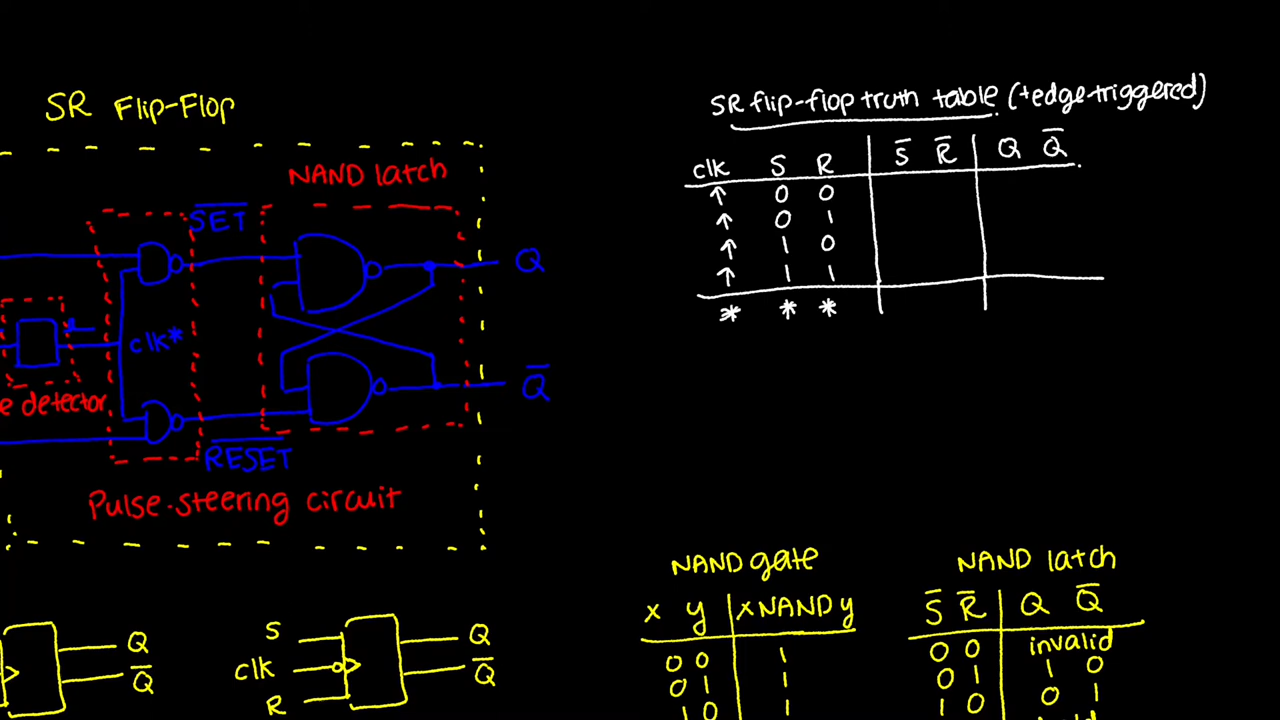 SR Flip-Flop
NAND latch
SET
Q
clk*
Q
e detector
RESET
Pulse-steering circuit
Q
Q
S
clk
R
Q
Q
SR flip-flop truth table (+edge-triggered)
clk S R S R Q Q
↑ 0 0
↑ 0 1
↑ 1 0
↑ 1 1
* * *
NAND gate
x y x NAND y
0 0 1
0 1 1
1 0 1
NAND latch
S R Q Q
0 0 invalid
0 1 1 0
1 0 0 1